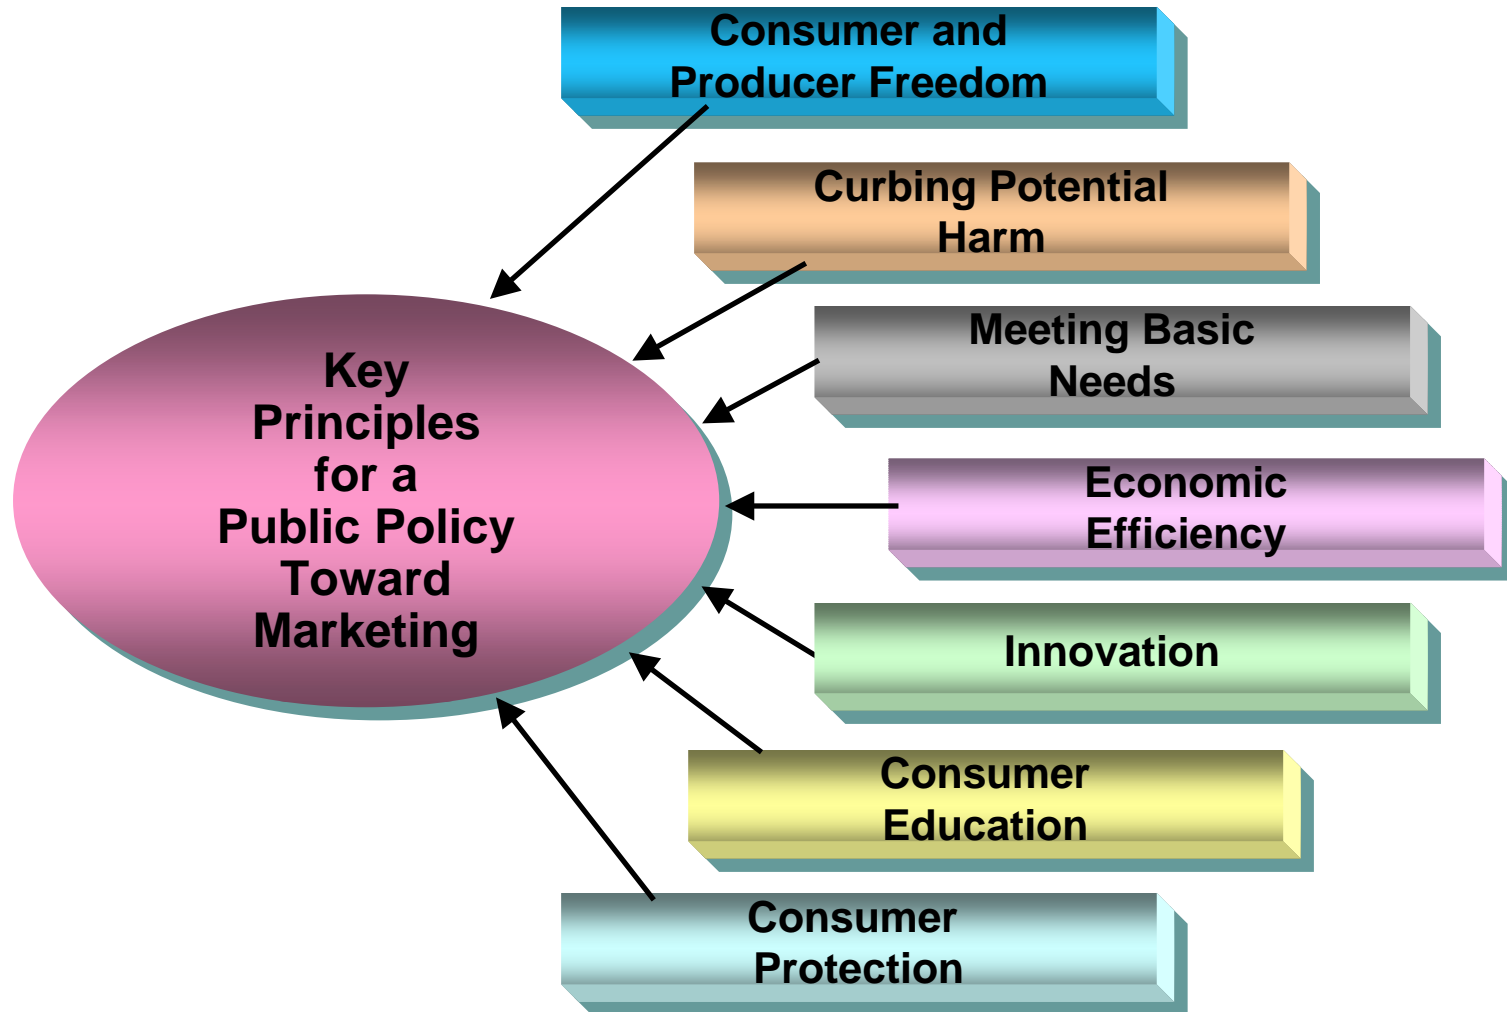 Consumer and
Producer Freedom
Curbing Potential
Harm
Meeting Basic
Needs
Key
Principles
for a
Public Policy
Toward
Marketing
Economic
Efficiency
Innovation
Consumer
Education
Consumer
Protection